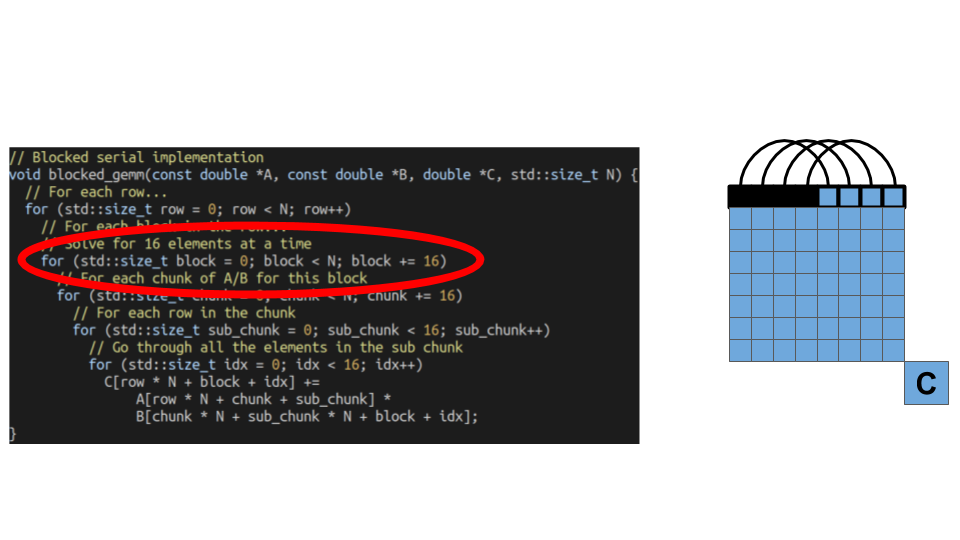 // Blocked serial implementation
void blocked_gemm(const double *A, const double *B, double *C, std::size_t N) {
  // For each row...
  for (std::size_t row = 0; row < N; row++)
    // For each block in the row...
    // Solve for 16 elements at a time
    for (std::size_t block = 0; block < N; block += 16)
      // For each chunk of A/B for this block
      for (std::size_t chunk = 0; chunk < N; chunk += 16)
        // For each row in the chunk
        for (std::size_t sub_chunk = 0; sub_chunk < 16; sub_chunk++)
          // Go through all the elements in the sub chunk
          for (std::size_t idx = 0; idx < 16; idx++)
            C[row * N + block + idx] +=
                A[row * N + chunk + sub_chunk] *
                B[chunk * N + sub_chunk * N + block + idx];
}
C